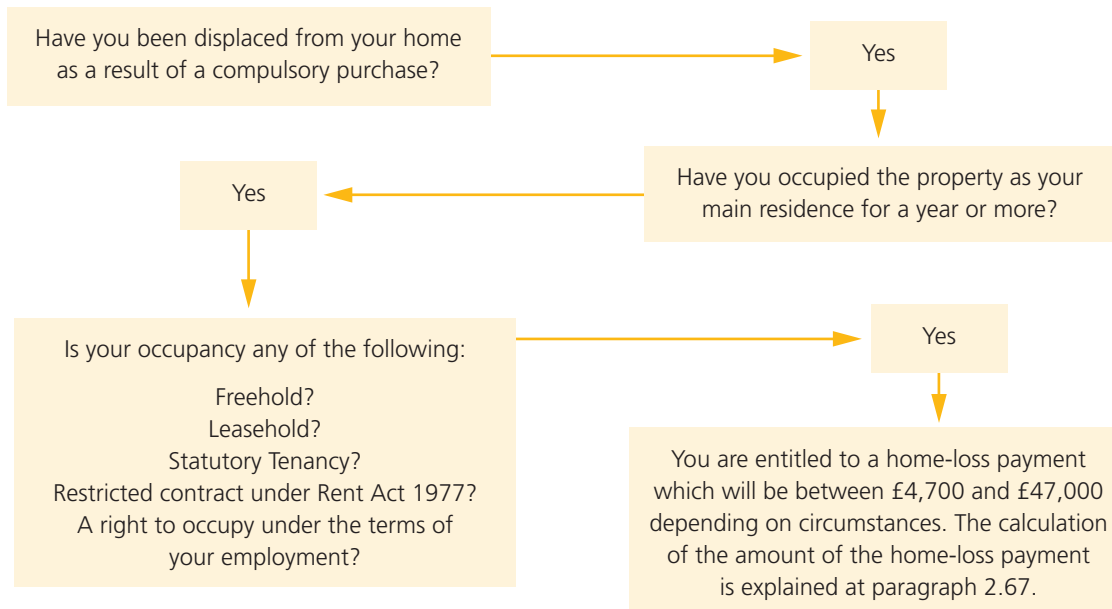 Have you been displaced from your home
as a result of a compulsory purchase?
Yes
Have you occupied the property as your
main residence for a year or more?
Yes
Is your occupancy any of the following:
Freehold?
Leasehold?
Statutory Tenancy?
Restricted contract under Rent Act 1977?
A right to occupy under the terms of
your employment?
Yes
You are entitled to a home-loss payment
which will be between £4,700 and £47,000
depending on circumstances. The calculation
of the amount of the home-loss payment
is explained at paragraph 2.67.